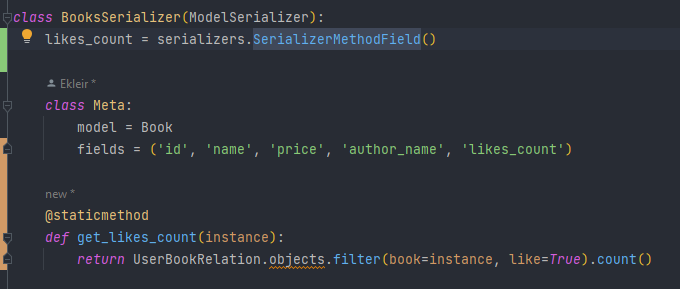 class BooksSerializer(ModelSerializer):
    likes_count = serializers.SerializerMethodField()
    Ekleir *
    class Meta:
        model = Book
        fields = ('id', 'name', 'price', 'author_name', 'likes_count')
    new *
    @staticmethod
    def get_likes_count(instance):
        return UserBookRelation.objects.filter(book=instance, like=True).count()